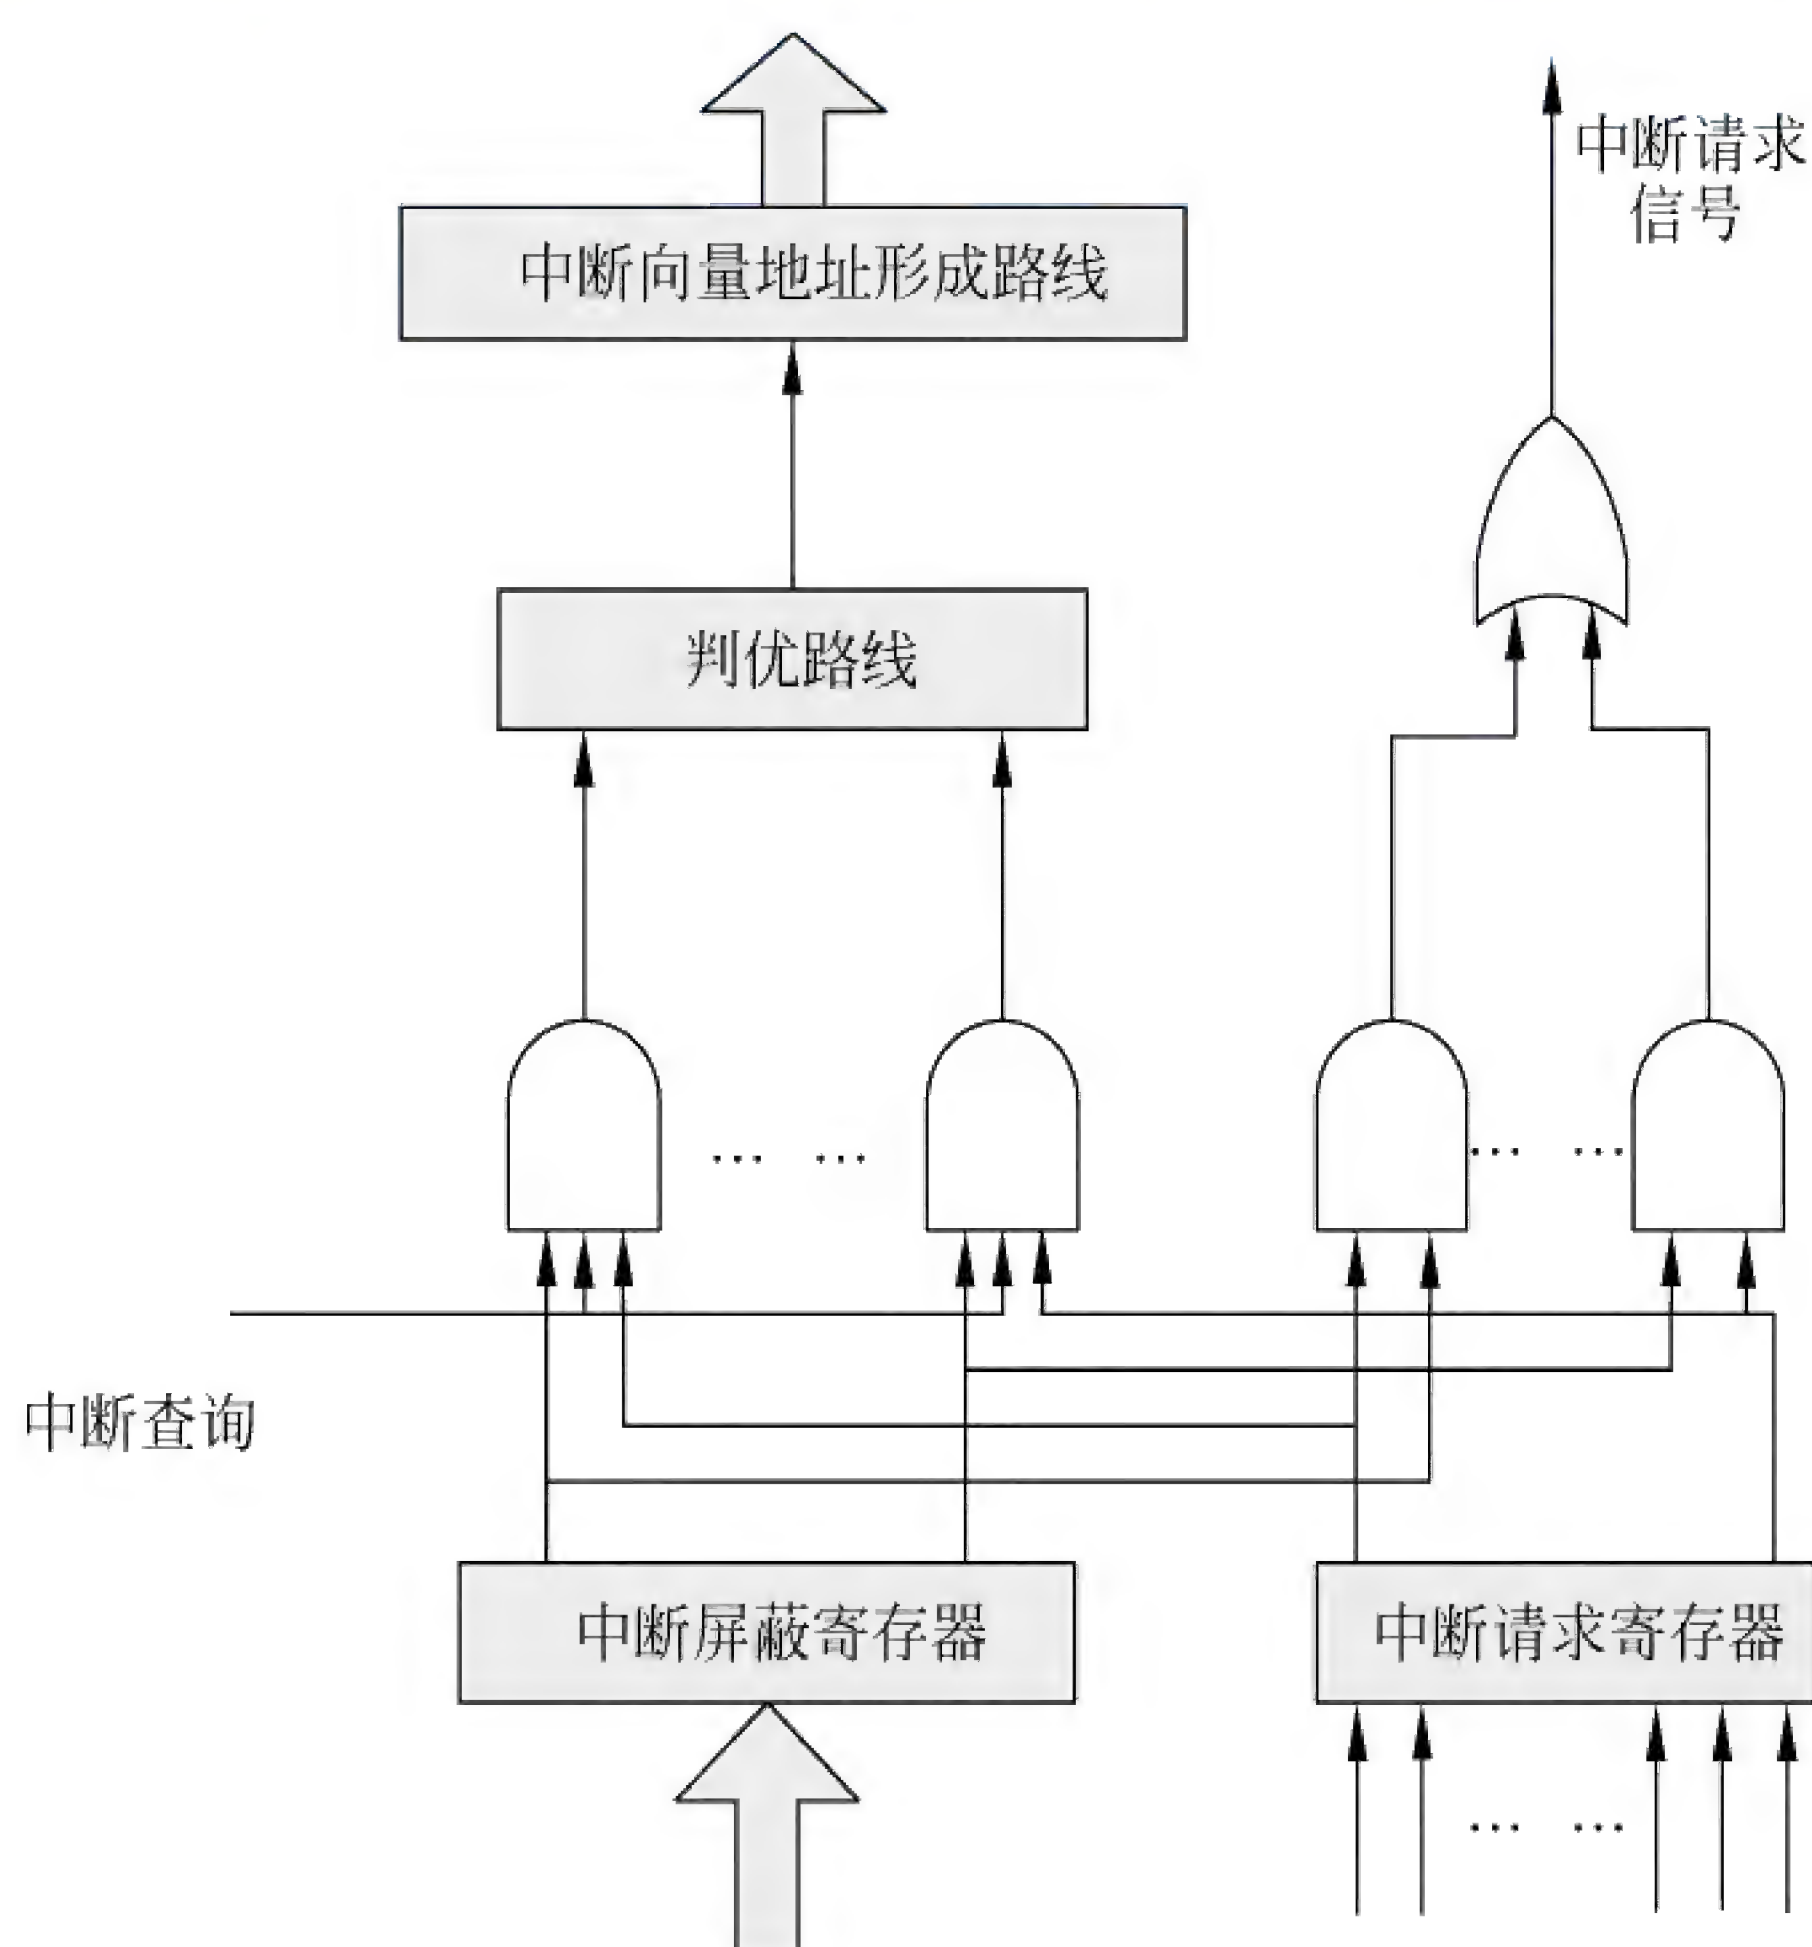 中断请求
信号
中断向量地址形成路线
判优路线
… …
… …
中断查询
中断屏蔽寄存器
中断请求寄存器
… …